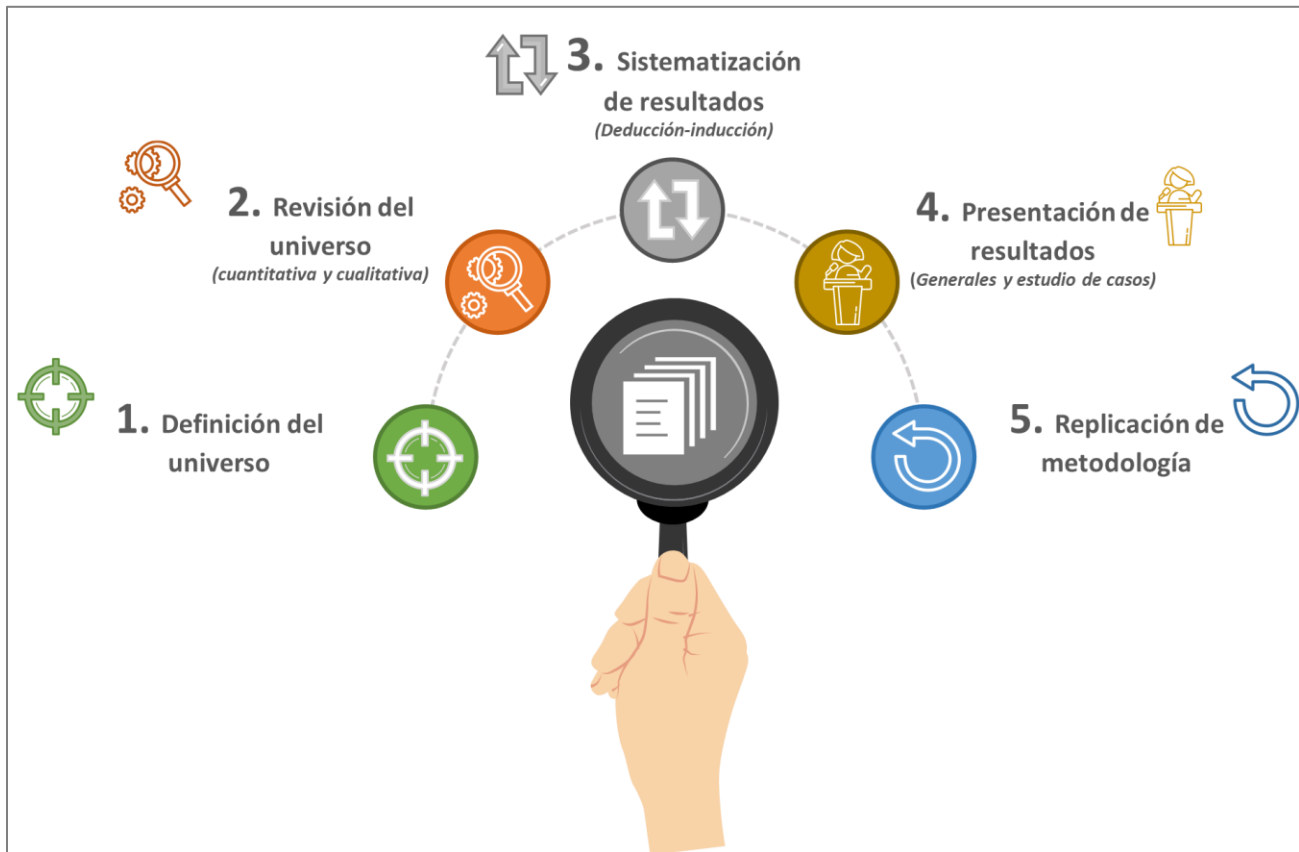 1. Definición del
universo
2. Revisión del
universo
(cuantitativa y cualitativa)
3. Sistematización
de resultados
(Deducción-inducción)
4. Presentación de
resultados
(Generales y estudio de casos)
5. Replicación de
metodología